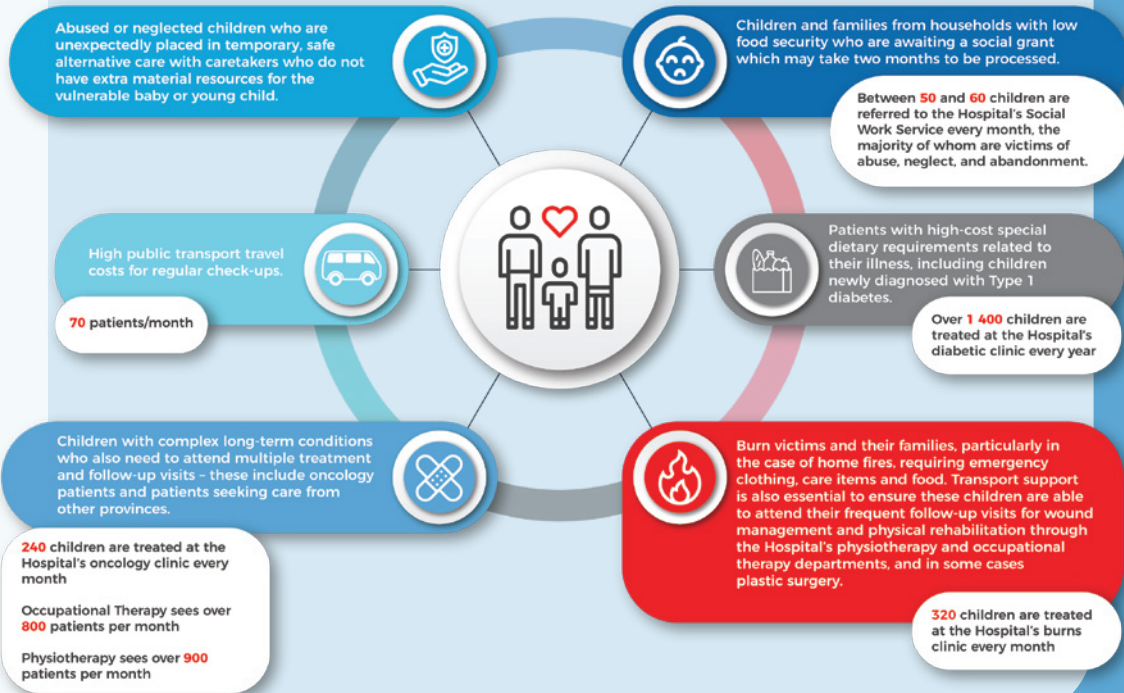 Abused or neglected children who are
unexpectedly placed in temporary, safe
alternative care with caretakers who do not
have extra material resources for the
vulnerable baby or young child.
Children and families from households with low
food security who are awaiting a social grant
which may take two months to be processed.
Between 50 and 60 children are
referred to the Hospital's Social
Work Service every month, the
majority of whom are victims of
abuse, neglect, and abandonment.
High public transport travel
costs for regular check-ups.
70 patients/month
Patients with high-cost special
dietary requirements related to
their illness, including children
newly diagnosed with Type 1
diabetes.
Over 1 400 children are
treated at the Hospital's
diabetic clinic every year
Children with complex long-term conditions
who also need to attend multiple treatment
and follow-up visits – these include oncology
patients and patients seeking care from
other provinces.
240 children are treated at the
Hospital's oncology clinic every
month
Occupational Therapy sees over
800 patients per month
Physiotherapy sees over 900
patients per month
Burn victims and their families, particularly in
the case of home fires, requiring emergency
clothing, care items and food. Transport support
is also essential to ensure these children are able
to attend their frequent follow-up visits for wound
management and physical rehabilitation through
the Hospital's physiotherapy and occupational
therapy departments, and in some cases
plastic surgery.
320 children are treated
at the Hospital's burns
clinic every month